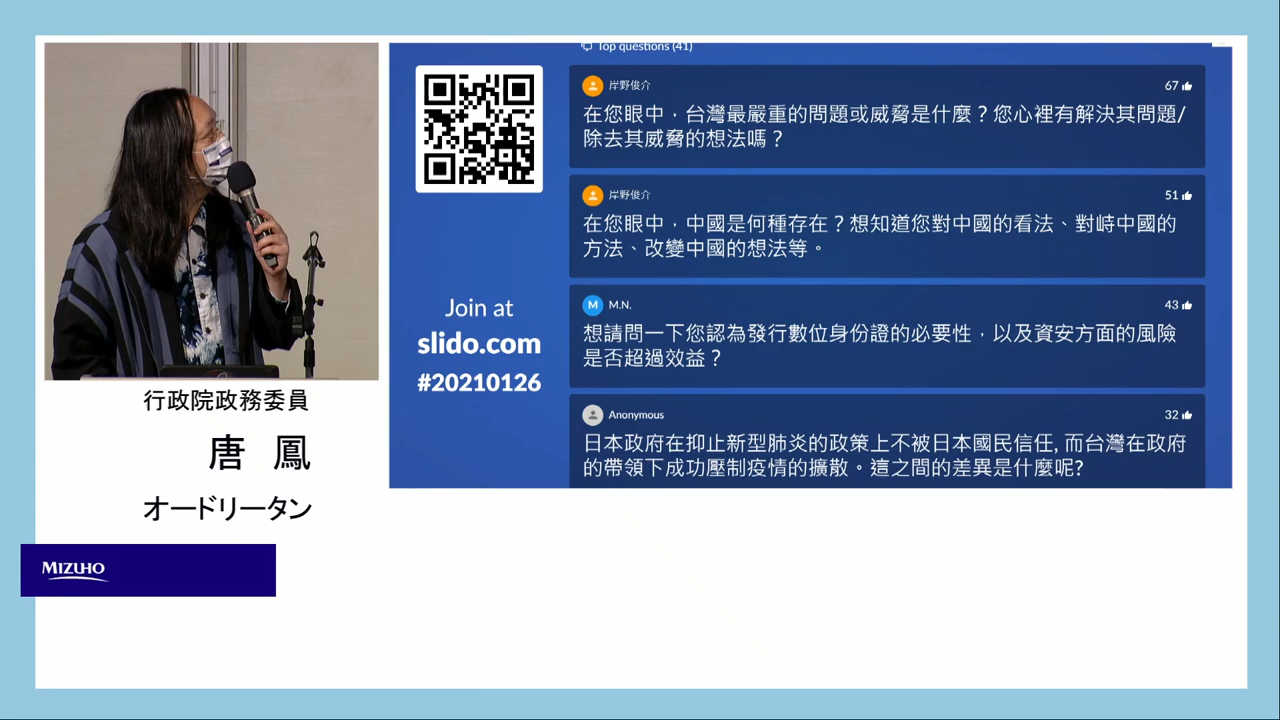 Top questions (41)
岸野俊介
67
在您眼中，台灣最嚴重的問題或威脅是什麼？您心裡有解決其問題/
除去其威脅的想法嗎？
岸野俊介
51
在您眼中，中國是何種存在？想知道您對中國的看法、對峙中國的
方法、改變中國的想法等。
M
M.N.
43
想請問一下您認為發行數位身份證的必要性，以及資安方面的風險
是否超過效益？
Anonymous
32
日本政府在抑止新型肺炎的政策上不被日本國民信任, 而台灣在政府
的帶領下成功壓制疫情的擴散。這之間的差異是什麼呢?
Join at
slido.com
#20210126
行政院政務委員
唐 鳳
オードリータン
MIZUHO